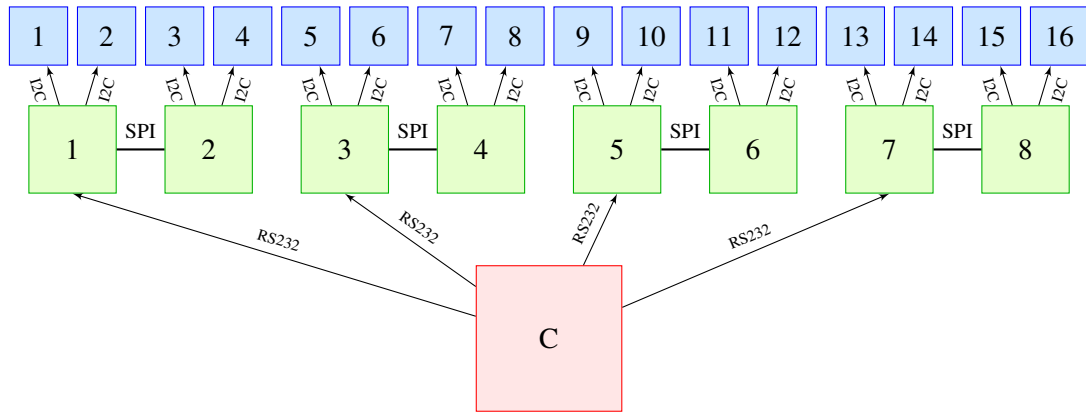 1 2 3 4 5 6 7 8 9 10 11 12 13 14 15 16
I2C I2C I2C I2C I2C I2C I2C I2C I2C I2C I2C I2C I2C I2C I2C I2C
SPI SPI SPI SPI
1 2 3 4 5 6 7 8
RS232 RS232 RS232 RS232
C